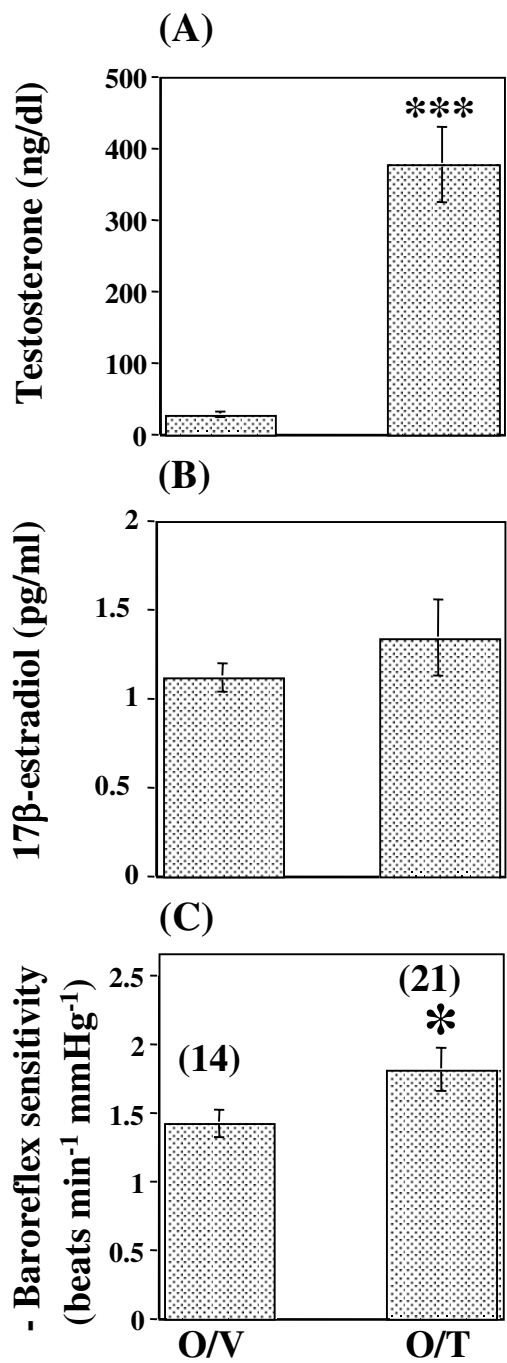 (A)
Testosterone (ng/dl)
500
400
300
200
100
0
***
(B)
17β-estradiol (pg/ml)
2
1.5
1
0.5
0
(C)
- Baroreflex sensitivity
(beats min-1 mmHg-1)
2.5
2
1.5
1
0.5
0
(14)
(21)
*
O/V O/T